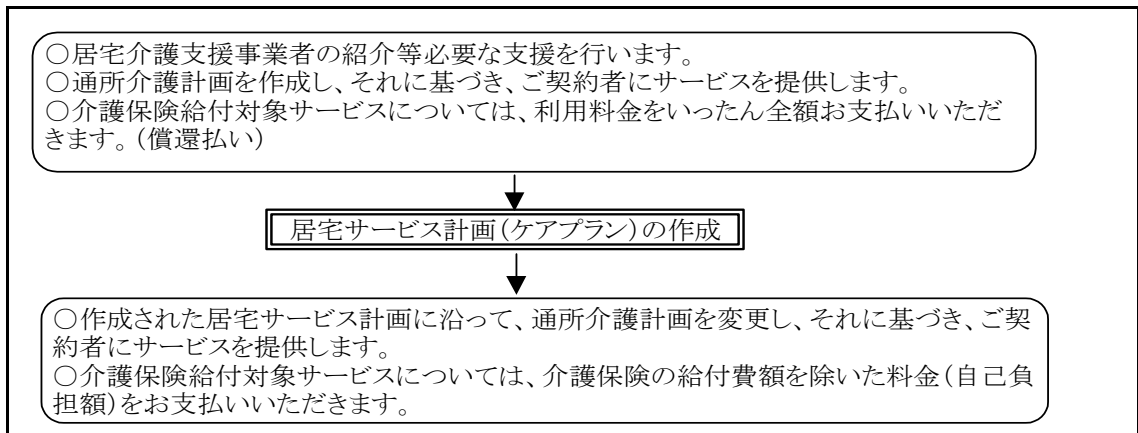 ○居宅介護支援事業者の紹介等必要な支援を行います。
○通所介護計画を作成し、それに基づき、ご契約者にサービスを提供します。
○介護保険給付対象サービスについては、利用料金をいったん全額お支払いいただ
きます。(償還払い)
居宅サービス計画(ケアプラン)の作成
○作成された居宅サービス計画に沿って、通所介護計画を変更し、それに基づき、ご契
約者にサービスを提供します。
○介護保険給付対象サービスについては、介護保険の給付費額を除いた料金(自己負
担額)をお支払いいただきます。